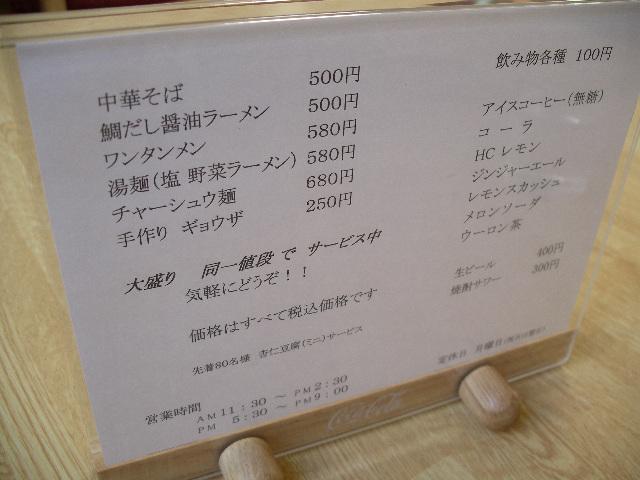 中華そば 500円
鯛だし醤油ラーメン 500円
ワンタンメン 580円
湯麺(塩 野菜ラーメン) 580円
チャーシュウ麺 680円
手作り ギョウザ 250円
大盛り 同一値段 で サービス中
気軽にどうぞ!!
価格はすべて税込価格です
先着80名様 杏仁豆腐(ミニ)サービス
営業時間
AM 11:30 ～ PM 2:30
PM 5:30 ～ PM 9:00
飲み物各種 100円
アイスコーヒー(無糖)
コーラ
HC レモン
ジンジャーエール
レモンスカッシュ
メロンソーダ
ウーロン茶
生ビール 400円
焼酎サワー 300円
定休日 月曜日
Coca-Cola